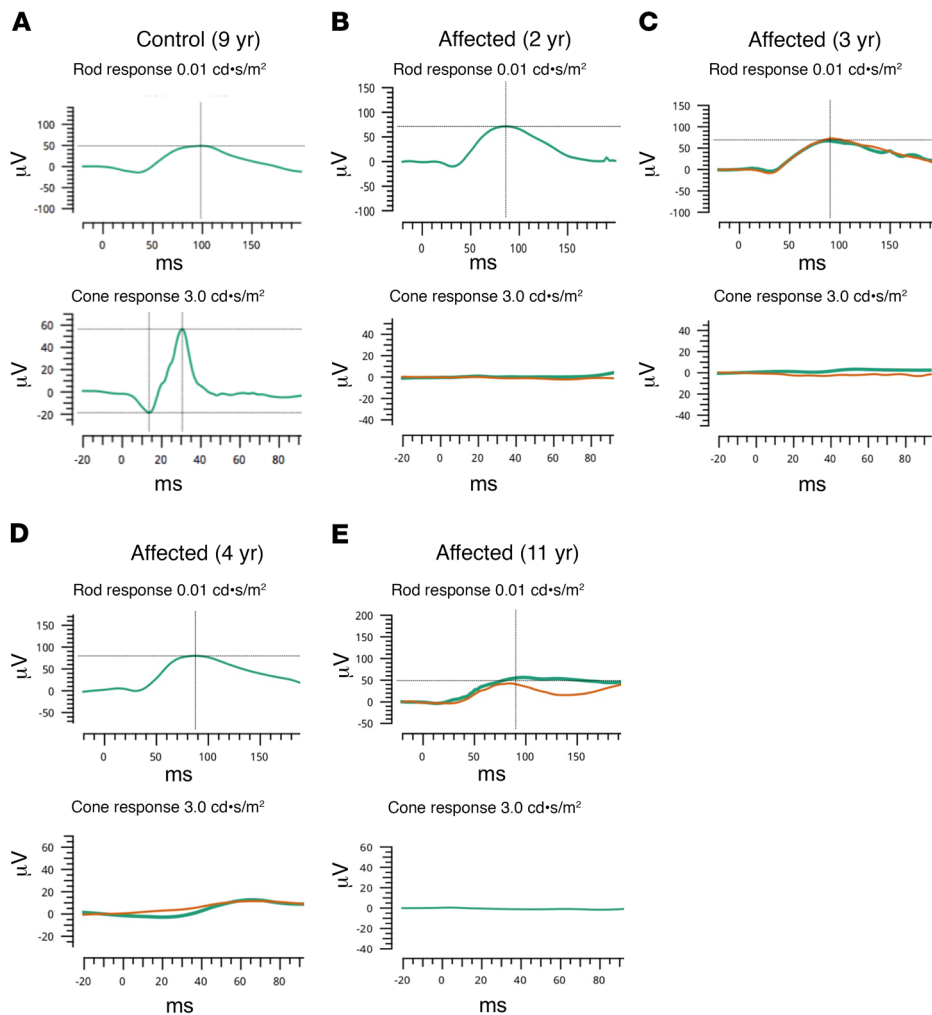 A
Control (9 yr)
Rod response 0.01 cd•s/m²
100
50
0
-50
-100
μV
0 50 100 150
ms
Cone response 3.0 cd•s/m²
60
40
20
0
-20
μV
-20 0 20 40 60 80
ms
B
Affected (2 yr)
Rod response 0.01 cd•s/m²
150
100
50
0
-50
-100
μV
0 50 100 150
ms
Cone response 3.0 cd•s/m²
40
20
0
-20
-40
μV
-20 0 20 40 60 80
ms
C
Affected (3 yr)
Rod response 0.01 cd•s/m²
150
100
50
0
-50
-100
μV
0 50 100 150
ms
Cone response 3.0 cd•s/m²
40
20
0
-20
-40
μV
-20 0 20 40 60 80
ms
D
Affected (4 yr)
Rod response 0.01 cd•s/m²
150
100
50
0
-50
μV
0 50 100 150
ms
Cone response 3.0 cd•s/m²
60
40
20
0
-20
μV
-20 0 20 40 60 80
ms
E
Affected (11 yr)
Rod response 0.01 cd•s/m²
200
150
100
50
0
-50
μV
0 50 100 150
ms
Cone response 3.0 cd•s/m²
60
40
20
0
-20
-40
μV
-20 0 20 40 60 80
ms